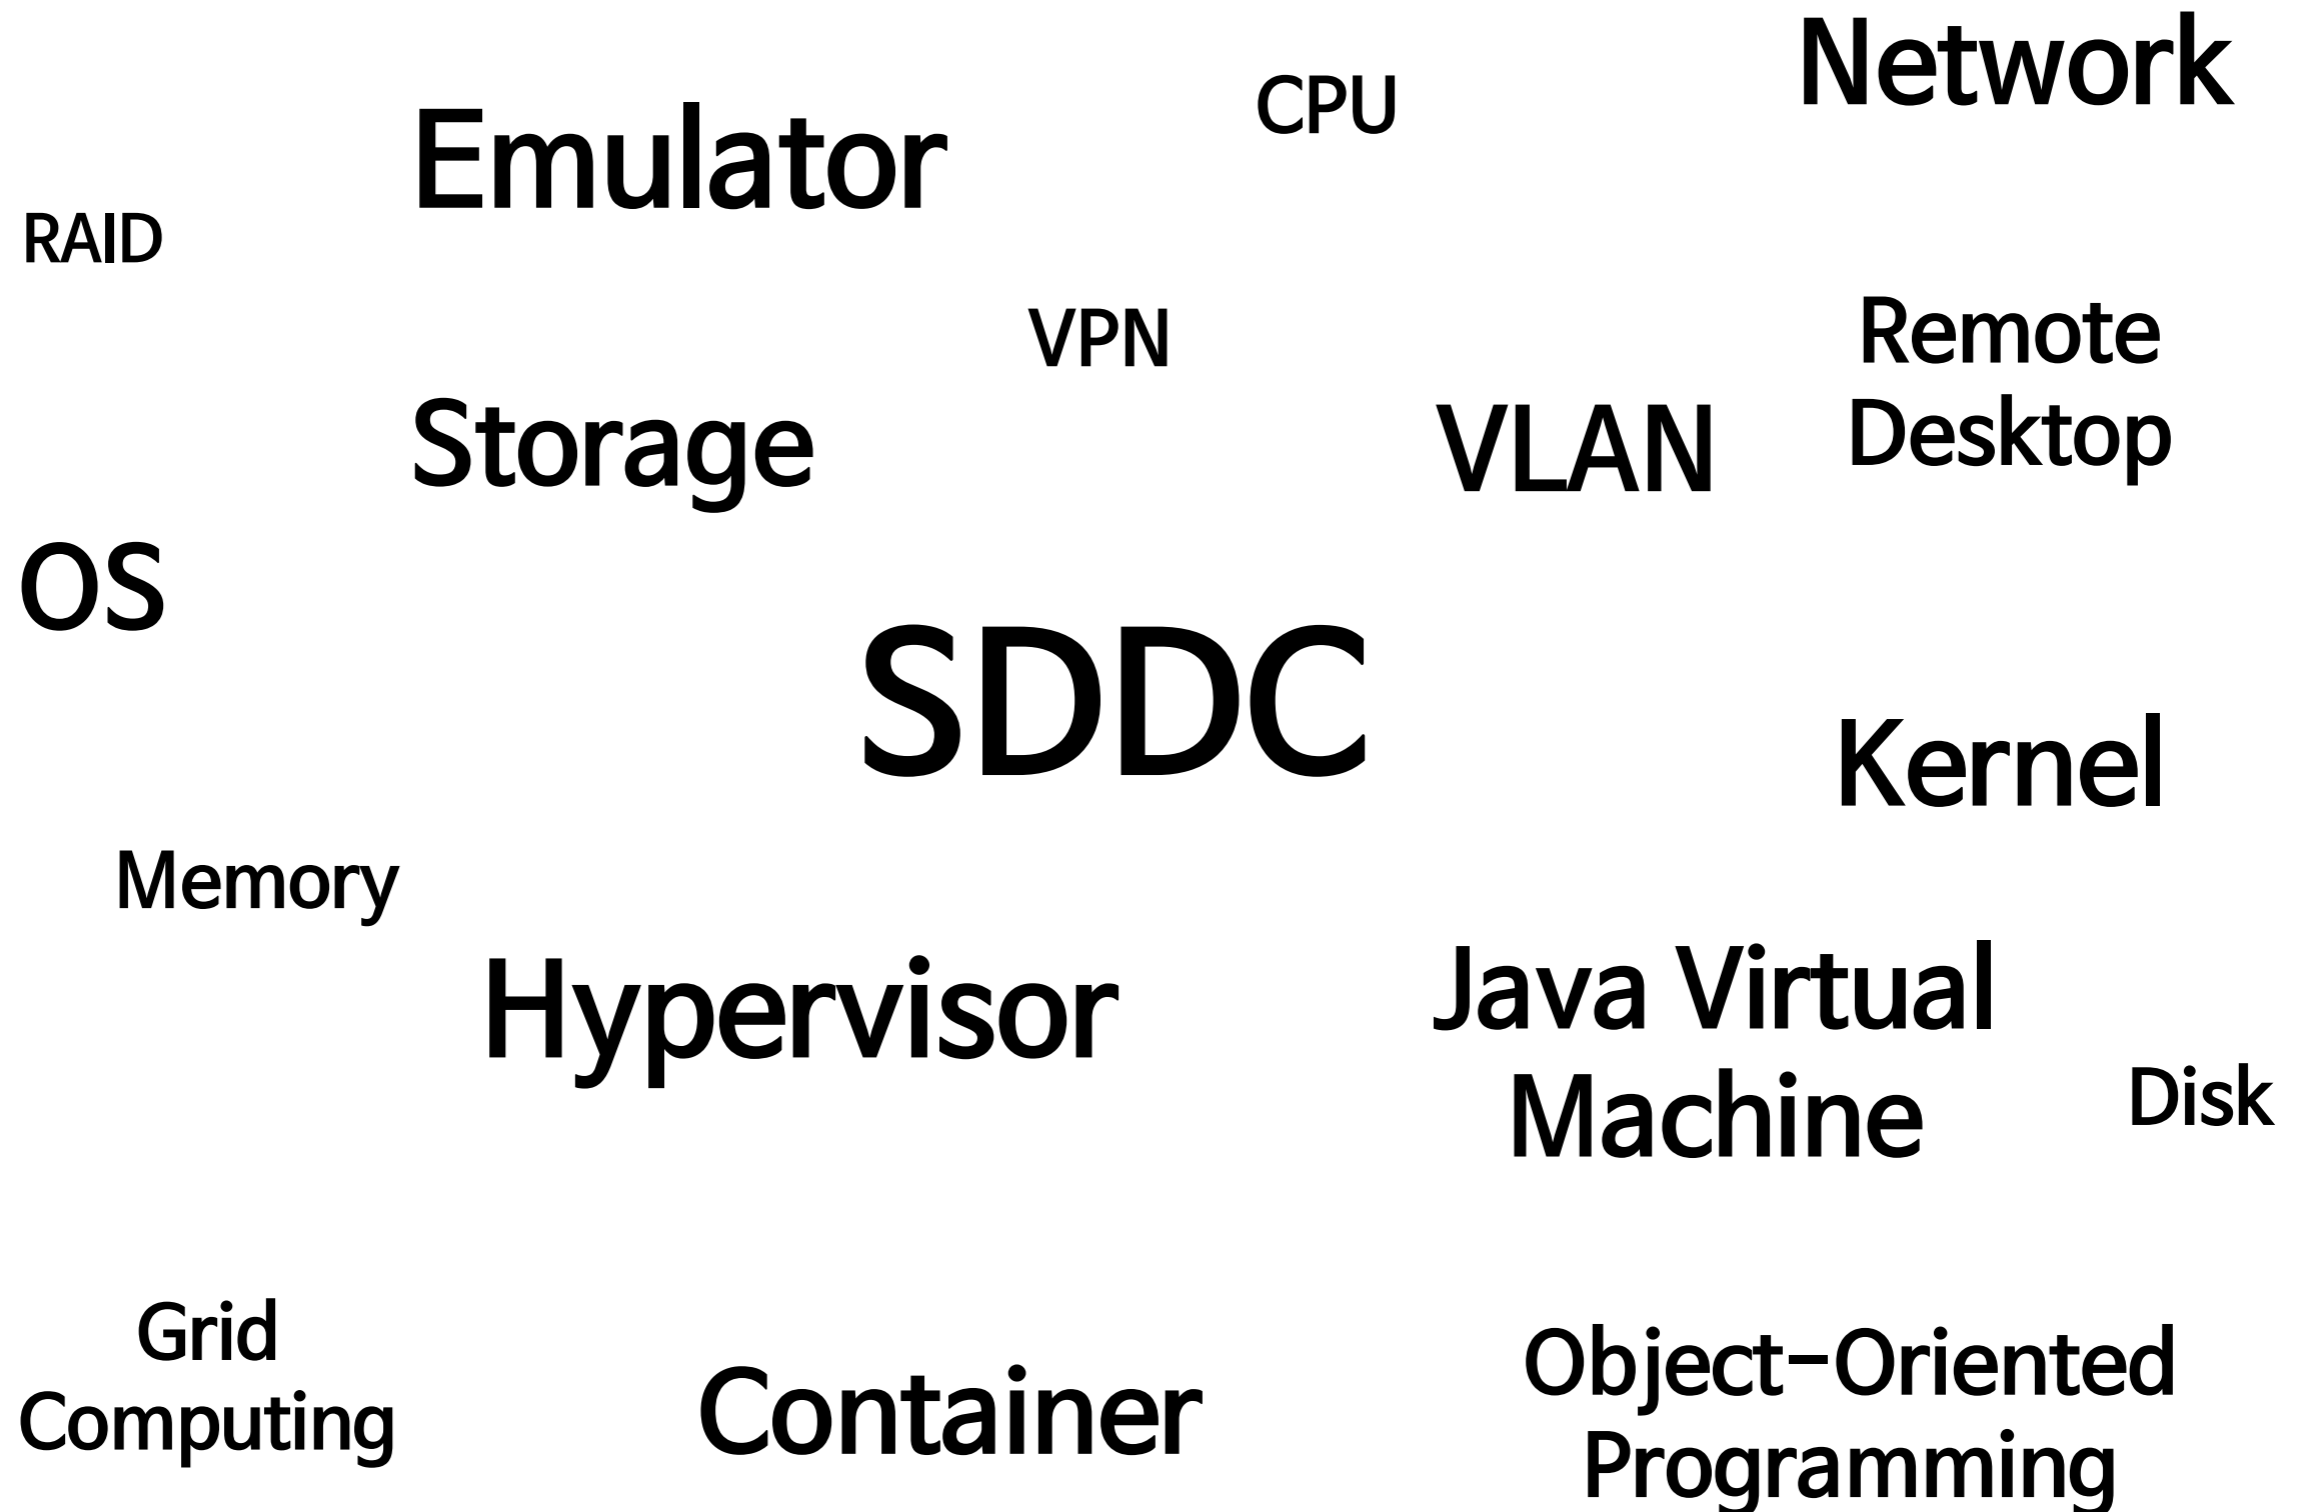 Network
CPU
Emulator
RAID
VPN
Remote
Desktop
Storage
VLAN
OS
SDDC
Kernel
Memory
Hypervisor
Java Virtual
Machine
Disk
Grid
Computing
Container
Object-Oriented
Programming